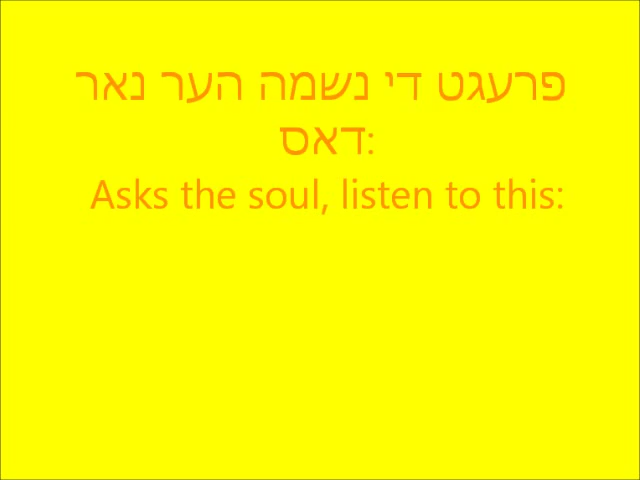 פרעגט די נשמה הער נאר
דאס:
Asks the soul, listen to this: